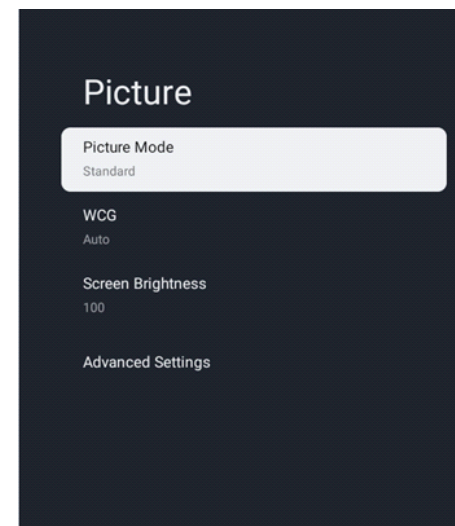 Picture
Picture Mode
Standard
WCG
Auto
Screen Brightness
100
Advanced Settings